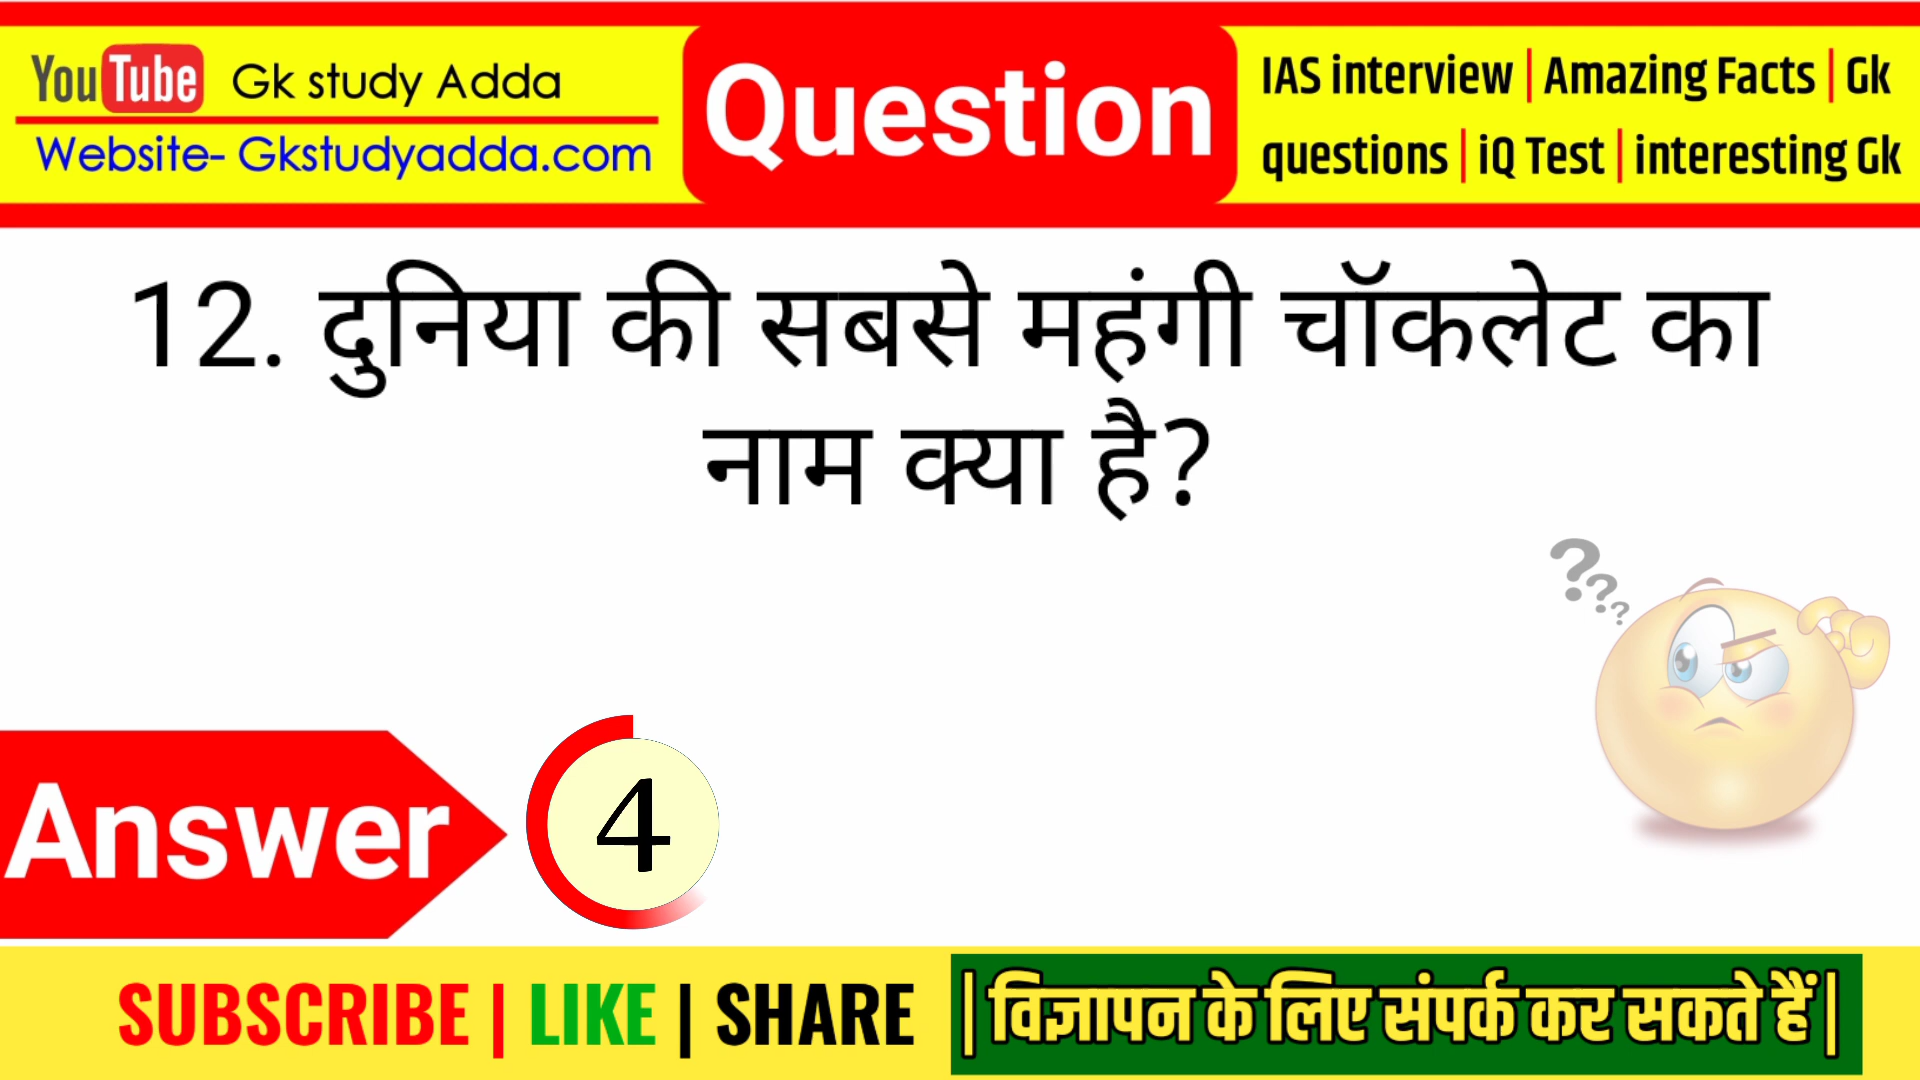 YouTube Gk study Adda
Website- Gkstudyadda.com
Question
IAS interview | Amazing Facts | Gk
questions | iQ Test | interesting Gk
12. दुनिया की सबसे महंगी चॉकलेट का
नाम क्या है?
???
Answer
4
SUBSCRIBE | LIKE | SHARE
| विज्ञापन के लिए संपर्क कर सकते हैं |